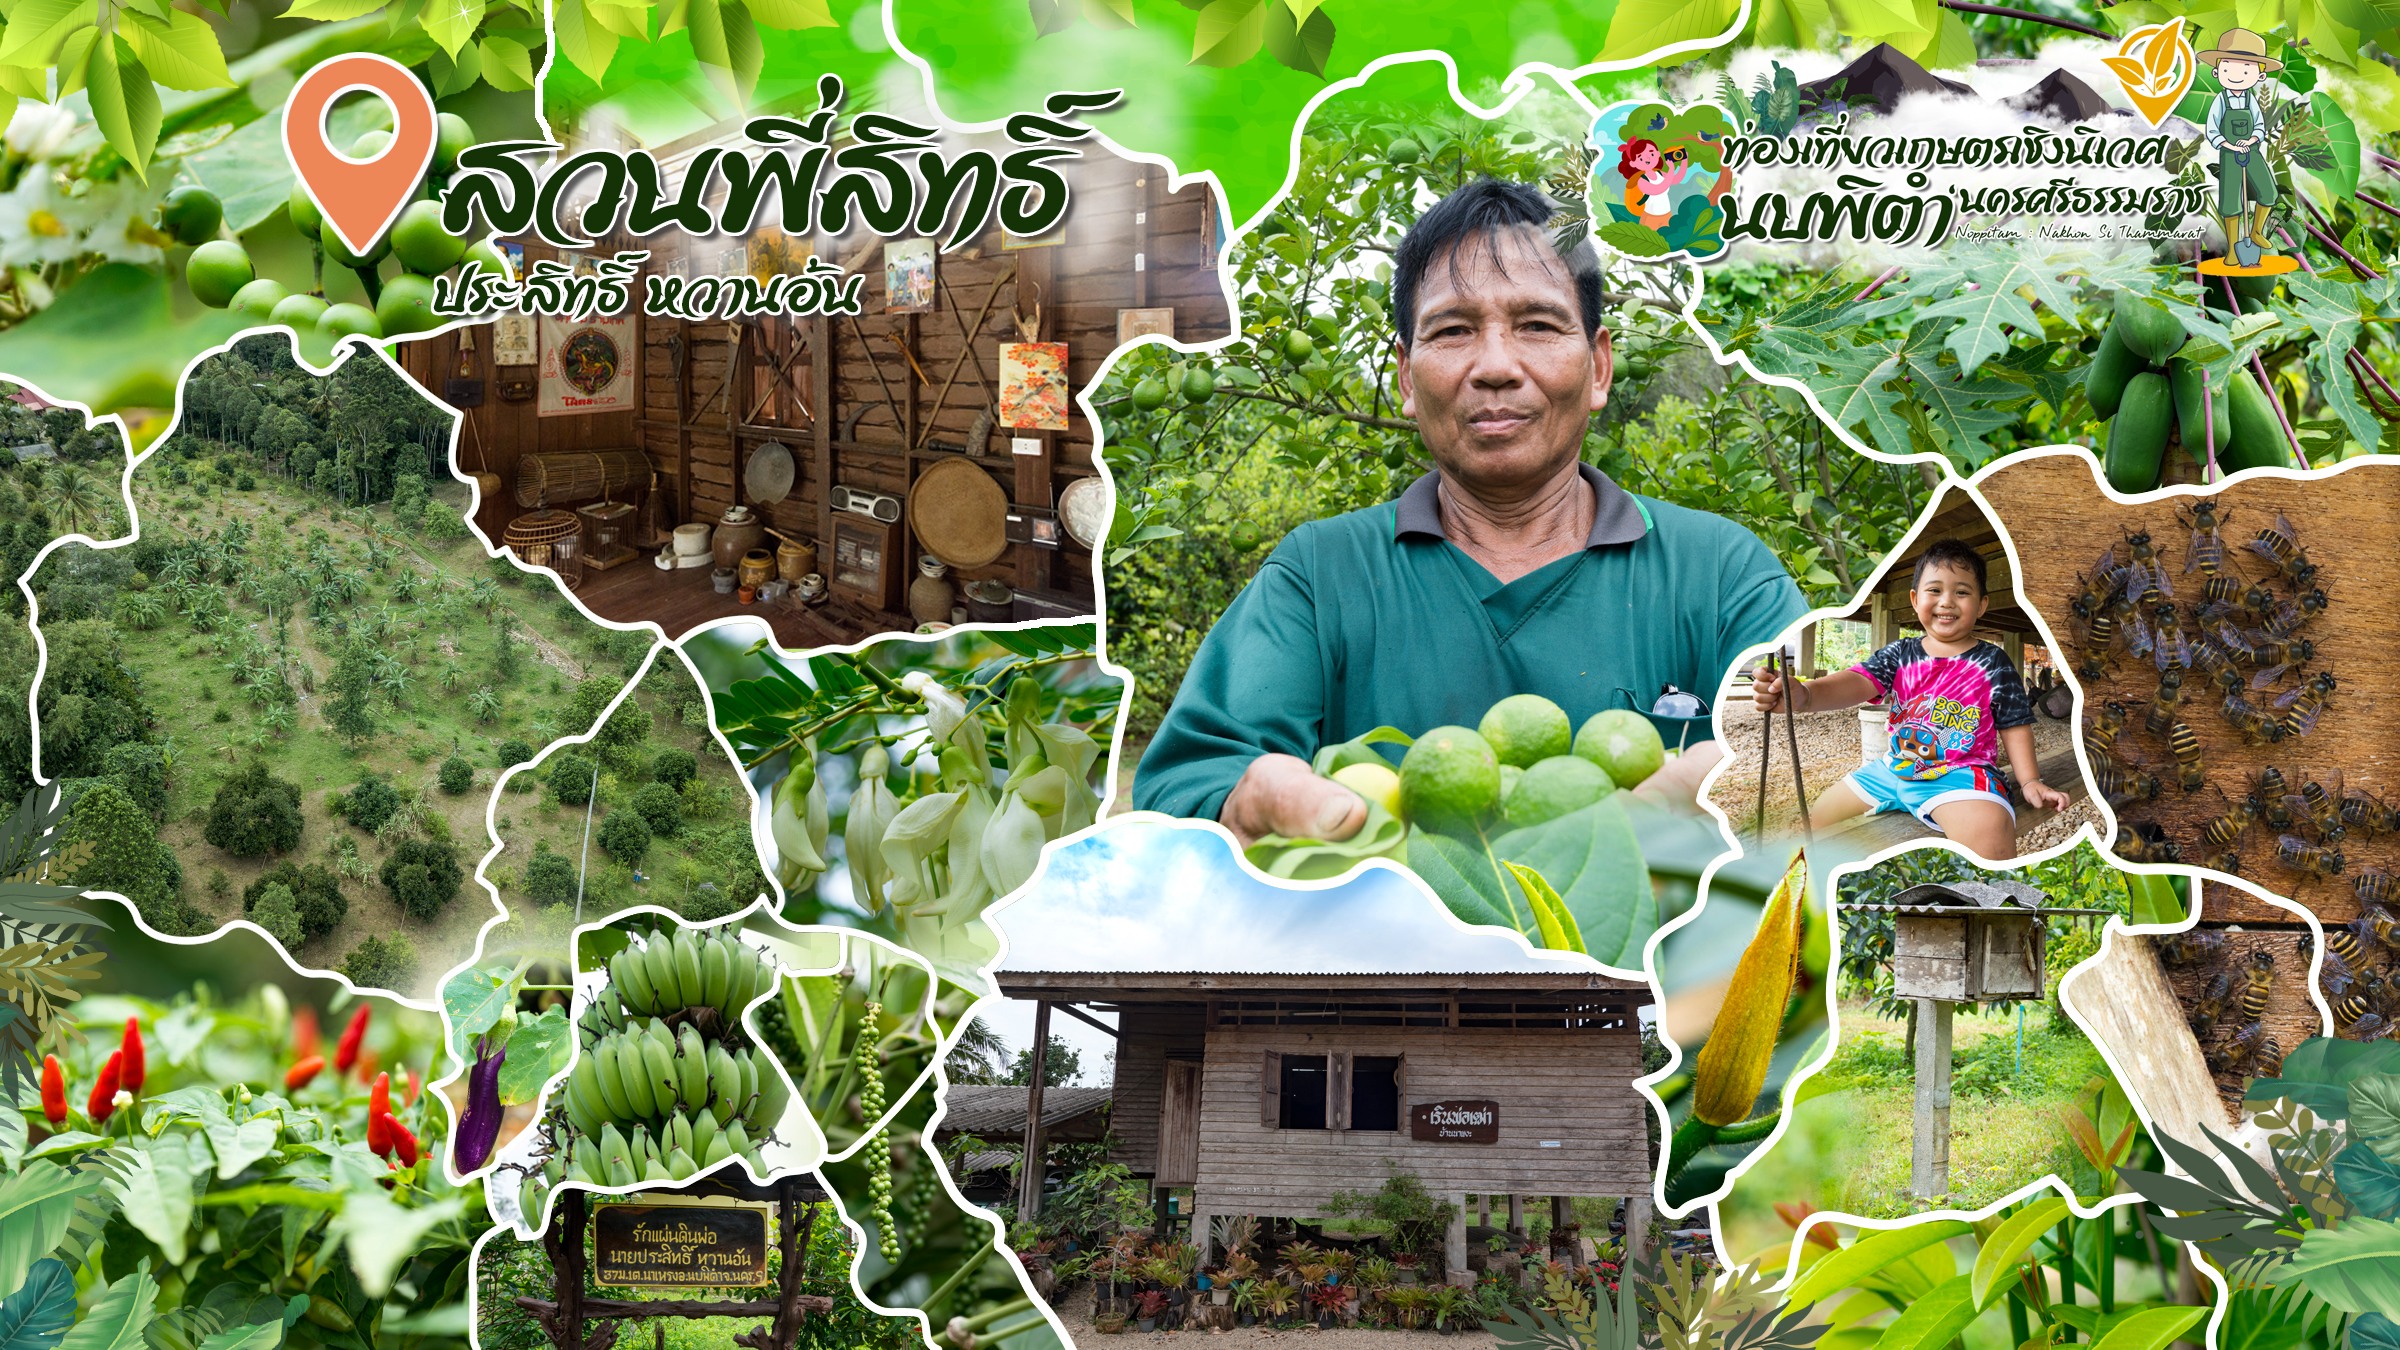 สวนพี่สิทธิ์
ประสิทธิ์ หวานอ้น
ท่องเที่ยวเกษตรเชิงนิเวศ
นบพิตำ นครศรีธรรมราช
Noppitam : Nakhon Si Thammarat
เรินพ่อเฒ่า
รักแผ่นดินพ่อ
นายประสิทธิ์ หวานอ้น